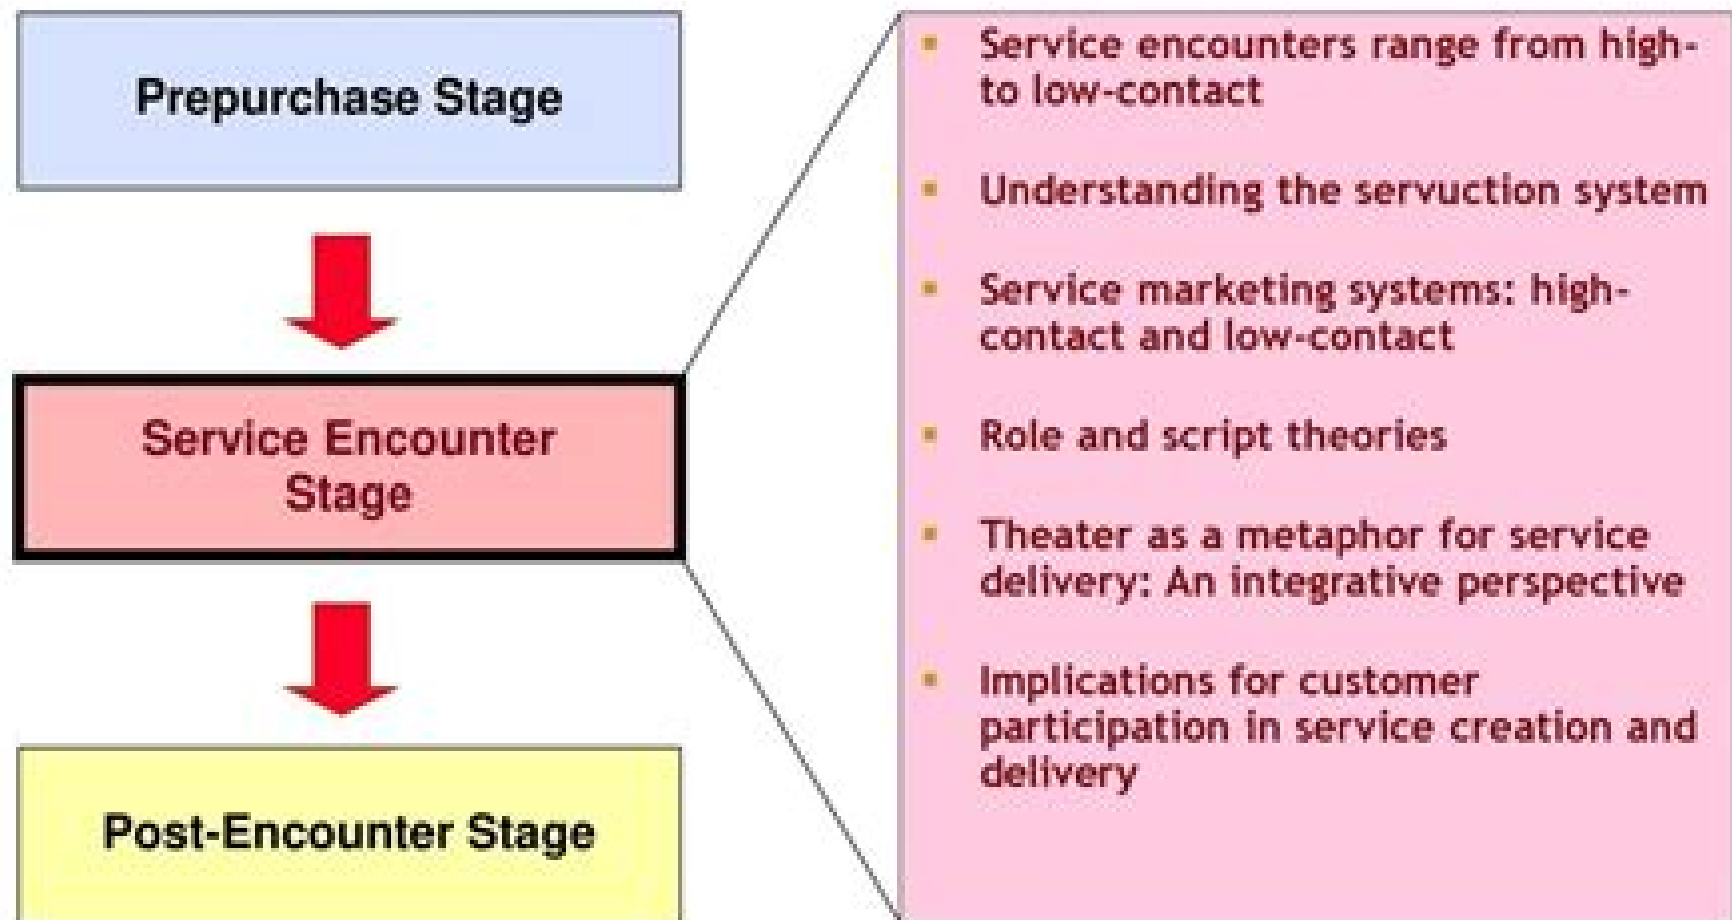 Prepurchase Stage
Service Encounter
Stage
Post-Encounter Stage
Service encounters range from high-
to low-contact
Understanding the servuction system
Service marketing systems: high-
contact and low-contact
Role and script theories
Theater as a metaphor for service
delivery: An integrative perspective
Implications for customer
participation in service creation and
delivery